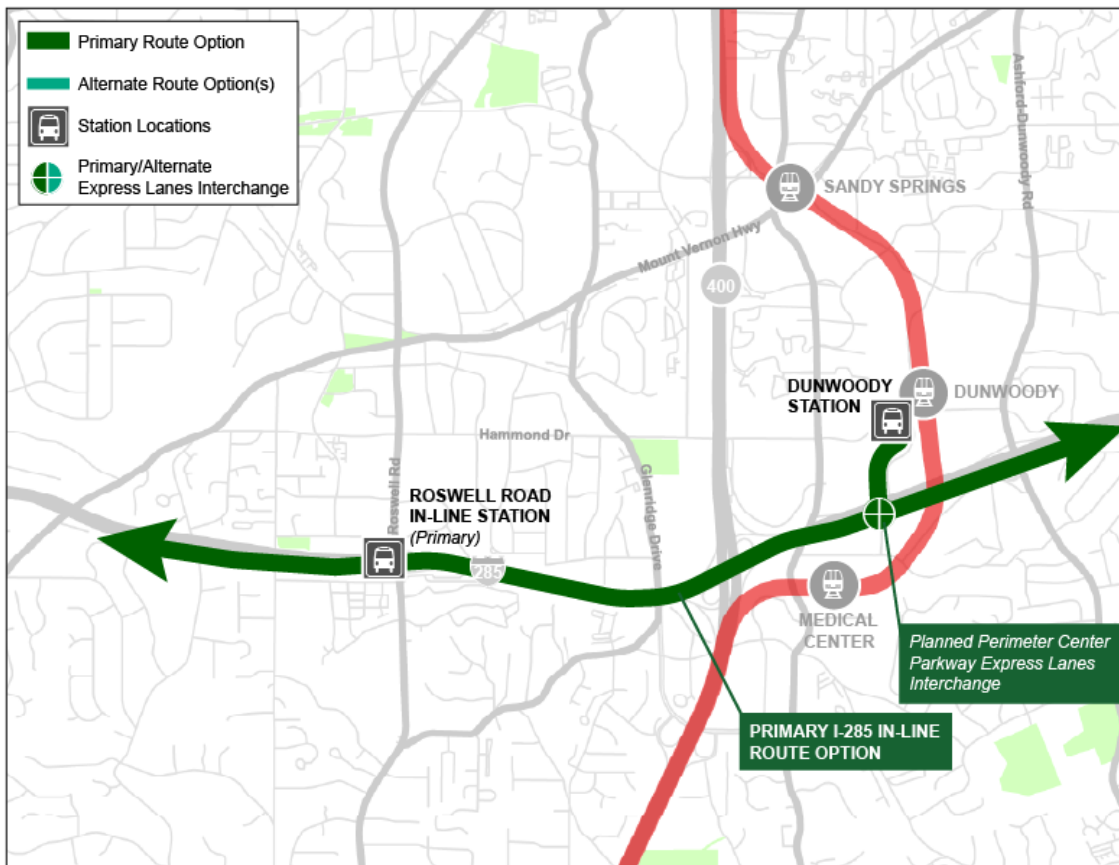 Primary Route Option
Alternate Route Option(s)
Station Locations
Primary/Alternate
Express Lanes Interchange
SANDY SPRINGS
Ashford-Dunwoody Rd
Mount Vernon Hwy
400
DUNWOODY
STATION
DUNWOODY
Hammond Dr
Roswell Rd
Glenridge Drive
ROSWELL ROAD
IN-LINE STATION
(Primary)
285
MEDICAL
CENTER
Planned Perimeter Center
Parkway Express Lanes
Interchange
PRIMARY I-285 IN-LINE
ROUTE OPTION